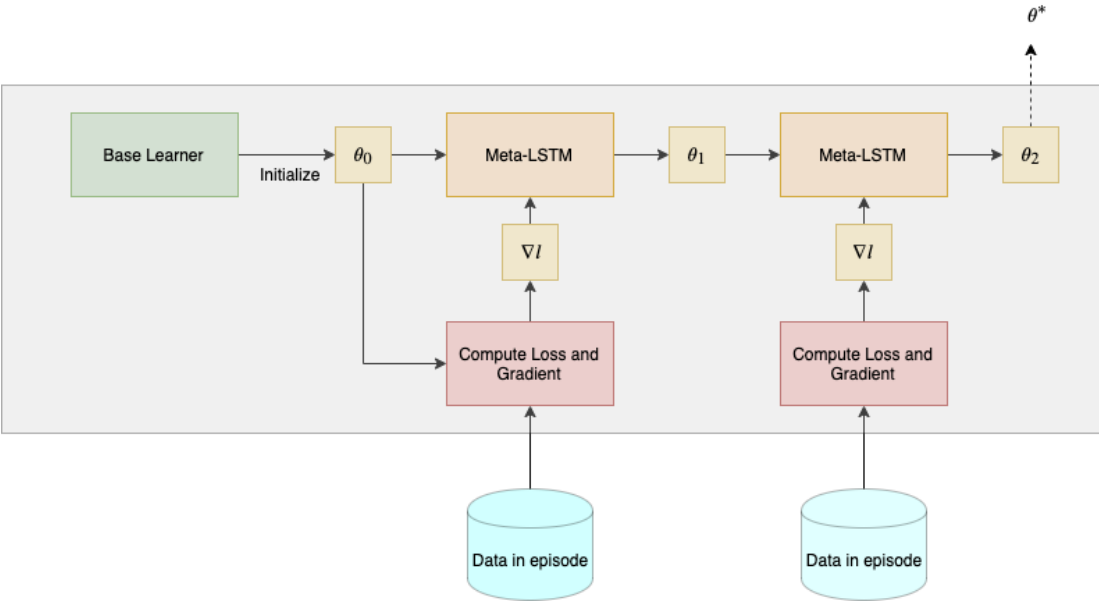 θ*
Base Learner
Initialize
θ₀
Meta-LSTM
θ₁
Meta-LSTM
θ₂
∇l
∇l
Compute Loss and
Gradient
Compute Loss and
Gradient
Data in episode
Data in episode